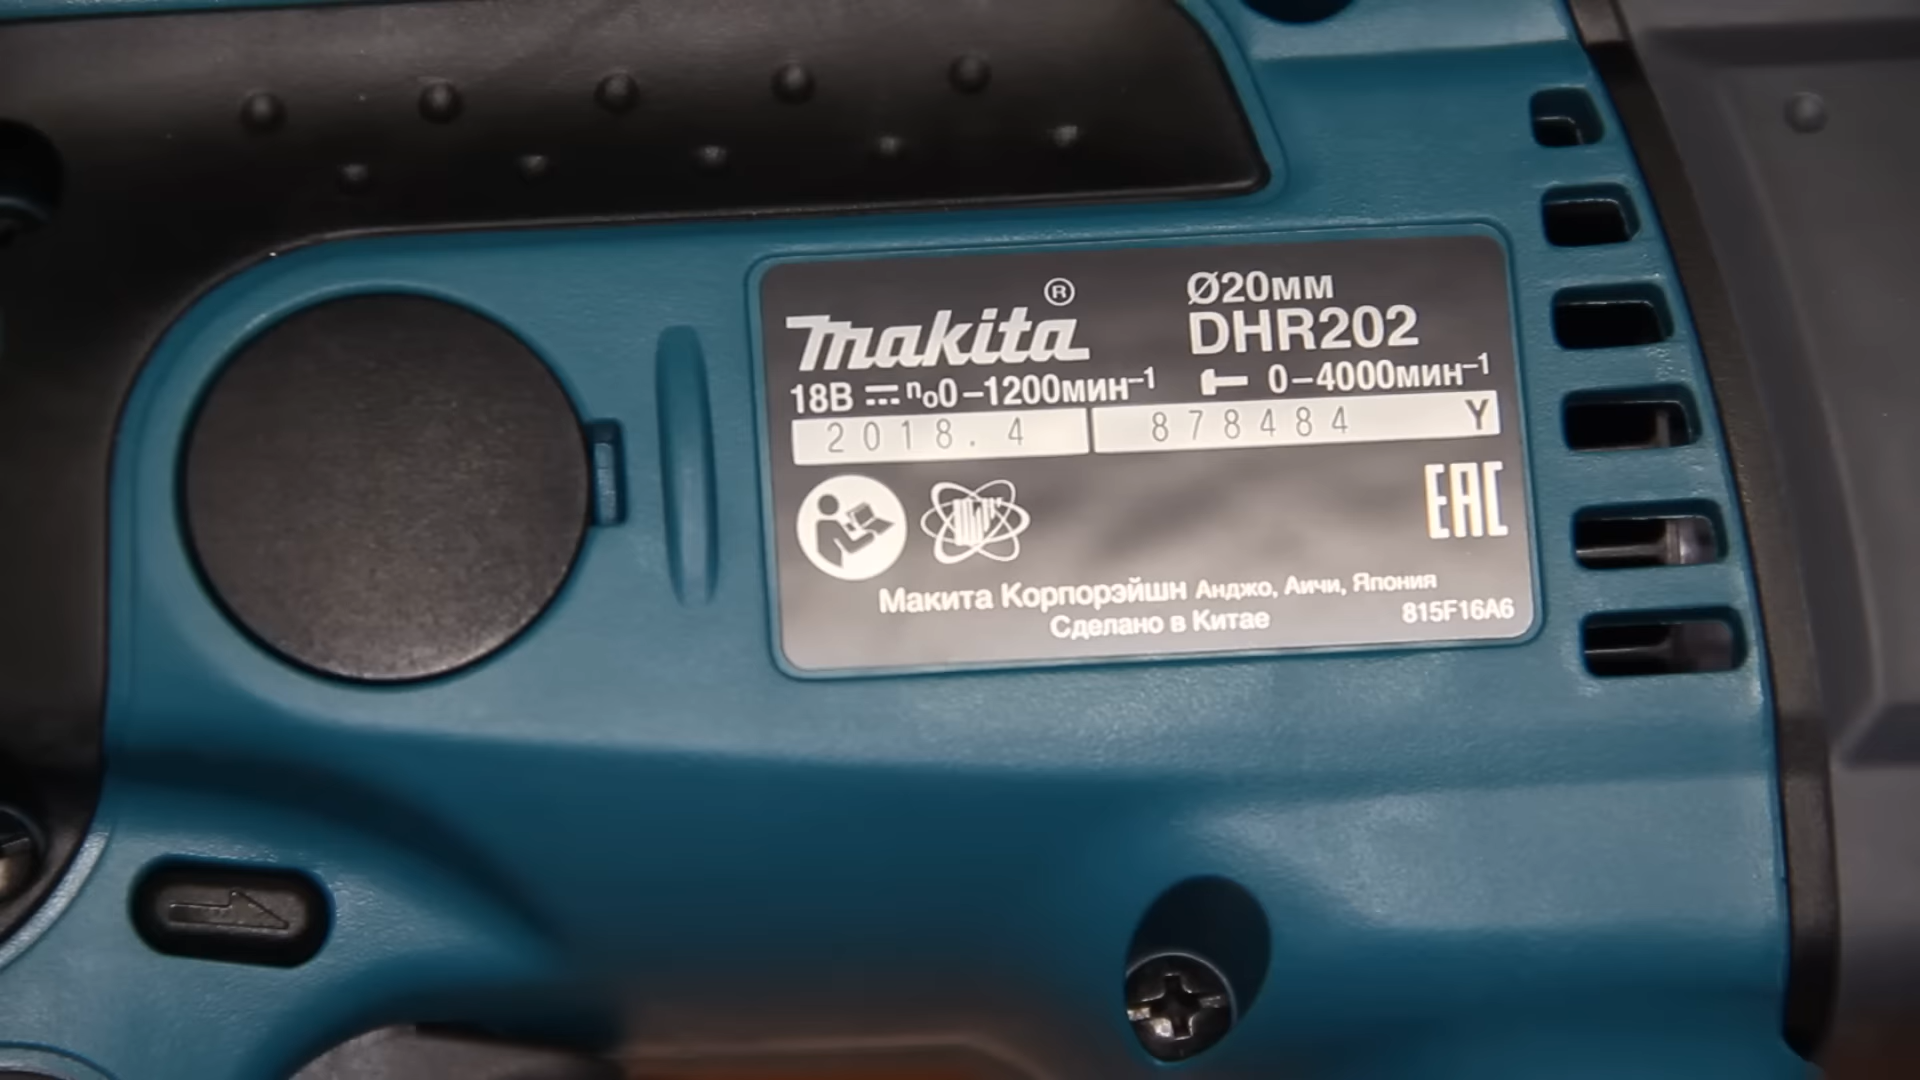 makita® Ø20мм
DHR202
18В n₀0–1200мин⁻¹ 0–4000мин⁻¹
2018.4 878484 Y
EAC
Макита Корпорэйшн Анджо, Аичи, Япония
Сделано в Китае 815F16A6